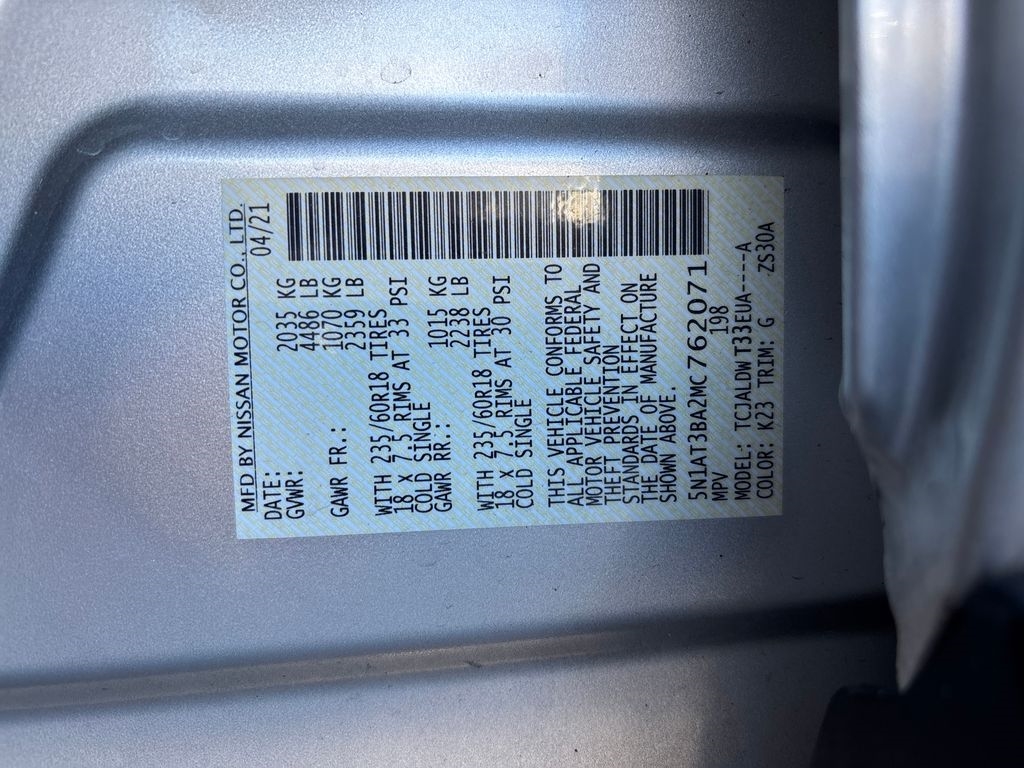 MFD BY NISSAN MOTOR CO., LTD.
DATE: 04/21
GVWR: 2035 KG
4486 LB
GAWR FR.: 1070 KG
2359 LB
WITH 235/60R18 TIRES
18 X 7.5 RIMS AT 33 PSI
COLD SINGLE
GAWR RR.: 1015 KG
2238 LB
WITH 235/60R18 TIRES
18 X 7.5 RIMS AT 30 PSI
COLD SINGLE
THIS VEHICLE CONFORMS TO
ALL APPLICABLE FEDERAL
MOTOR VEHICLE SAFETY AND
THEFT PREVENTION
STANDARDS IN EFFECT ON
THE DATE OF MANUFACTURE
SHOWN ABOVE.
5N1AT3BA2MC762071
MPV 198
MODEL: TCJALDW T33EUA----A
COLOR: K23 TRIM: G ZS30A